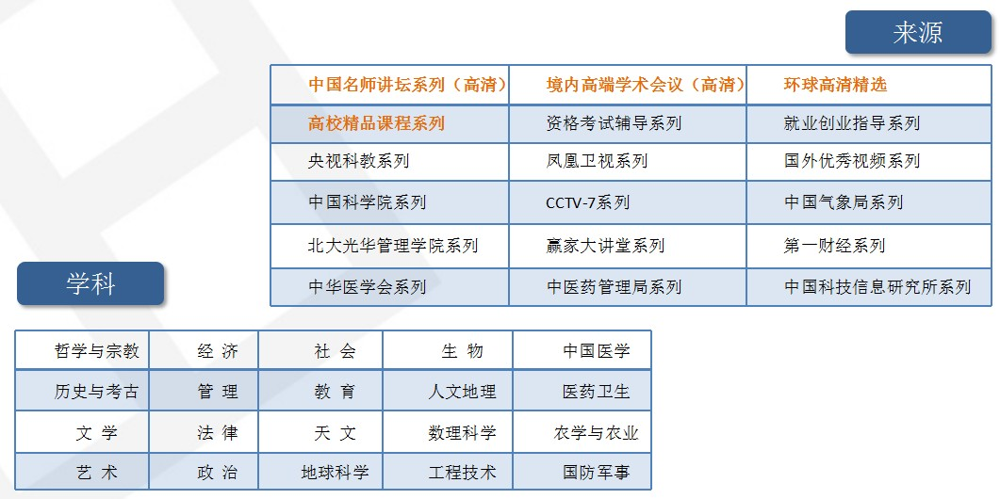 来源
中国名师讲坛系列（高清） 境内高端学术会议（高清） 环球高清精选
高校精品课程系列 资格考试辅导系列 就业创业指导系列
央视科教系列 凤凰卫视系列 国外优秀视频系列
中国科学院系列 CCTV-7系列 中国气象局系列
北大光华管理学院系列 赢家大讲堂系列 第一财经系列
中华医学会系列 中医药管理局系列 中国科技信息研究所系列
学科
哲学与宗教 经 济 社 会 生 物 中国医学
历史与考古 管 理 教 育 人文地理 医药卫生
文 学 法 律 天 文 数理科学 农学与农业
艺 术 政 治 地球科学 工程技术 国防军事